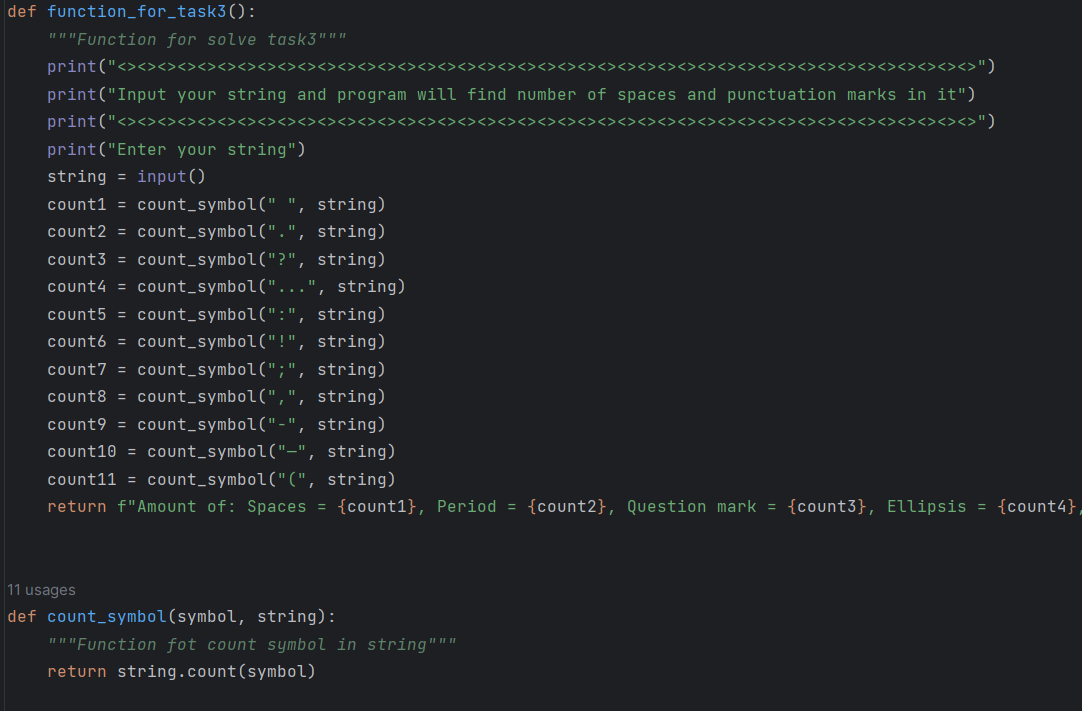 def function_for_task3():
    """Function for solve task3"""
    print("<><><><><><><><><><><><><><><><><><><><><><><><><><><><><><><><><><><><><><><><><><><>")
    print("Input your string and program will find number of spaces and punctuation marks in it")
    print("<><><><><><><><><><><><><><><><><><><><><><><><><><><><><><><><><><><><><><><><><><><>")
    print("Enter your string")
    string = input()
    count1 = count_symbol(" ", string)
    count2 = count_symbol(".", string)
    count3 = count_symbol("?", string)
    count4 = count_symbol("...", string)
    count5 = count_symbol(":", string)
    count6 = count_symbol("!", string)
    count7 = count_symbol(";", string)
    count8 = count_symbol(",", string)
    count9 = count_symbol("-", string)
    count10 = count_symbol("—", string)
    count11 = count_symbol("(", string)
    return f"Amount of: Spaces = {count1}, Period = {count2}, Question mark = {count3}, Ellipsis = {count4},
11 usages
def count_symbol(symbol, string):
    """Function fot count symbol in string"""
    return string.count(symbol)